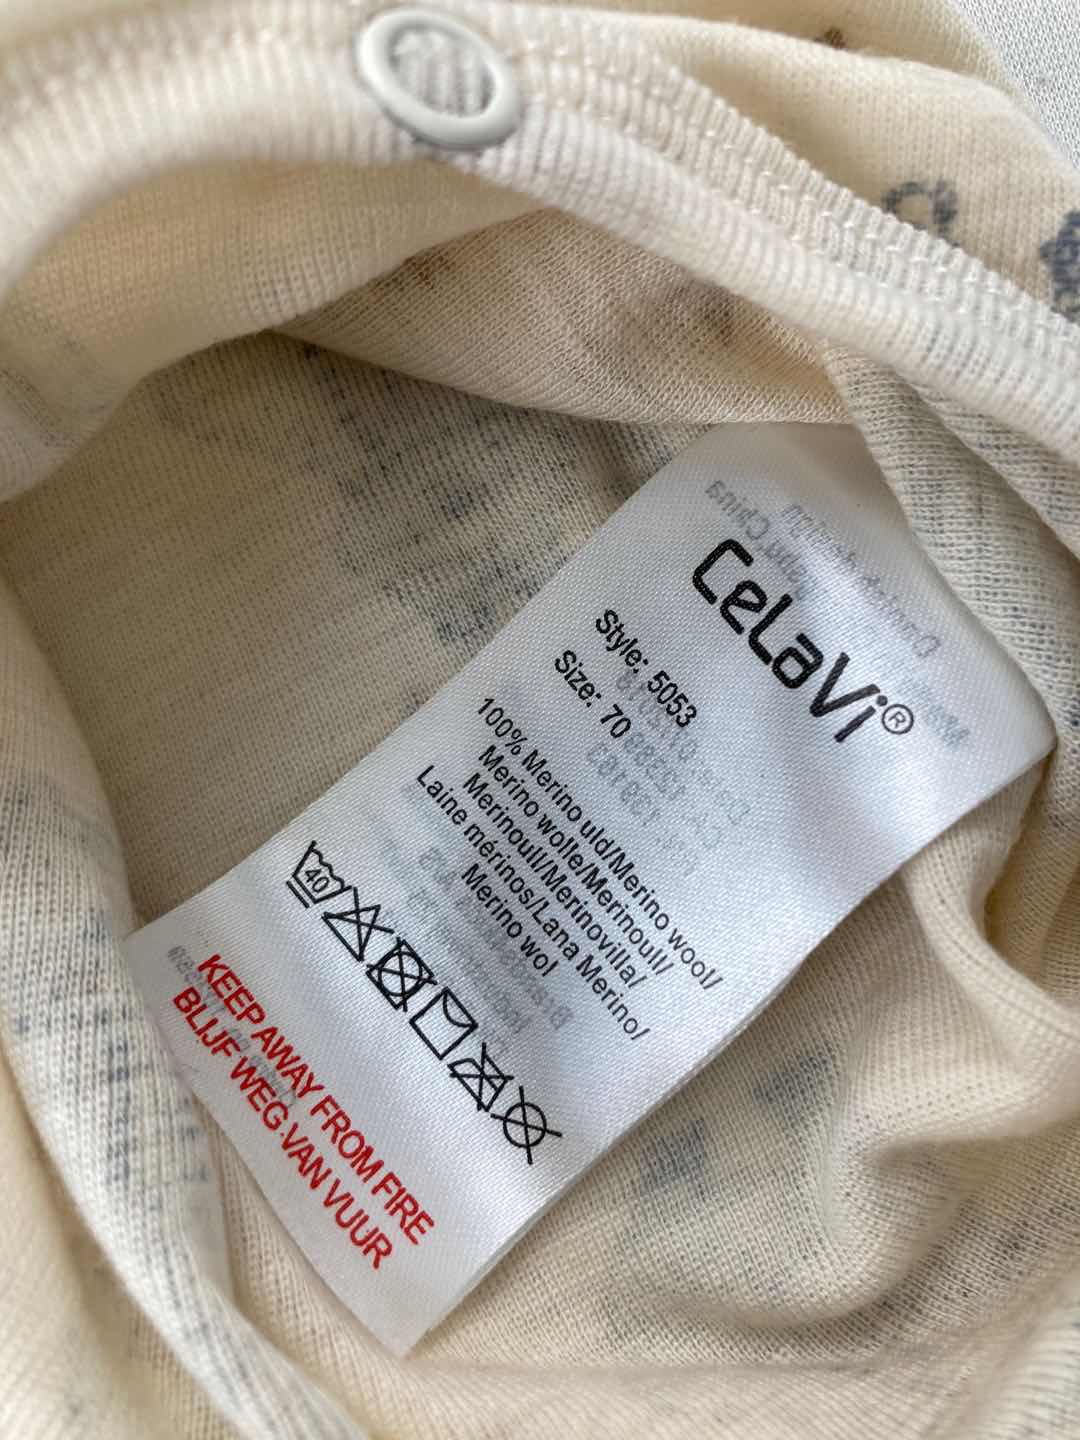 CeLaVi®
Style: 5053
Size: 70
100% Merino uld/Merino wool/
Merino wolle/Merinoull/
Merinoull/Merinovilla/
Laine mérinos/Lana Merino/
Merino wol
40
KEEP AWAY FROM FIRE
BLIJF WEG VAN VUUR